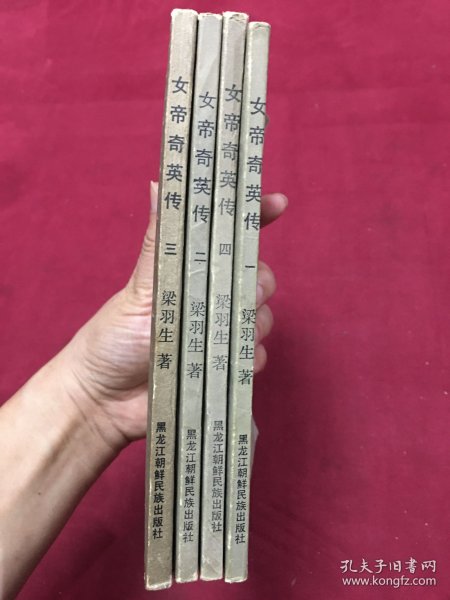 女帝奇英传 三 梁羽生 著 黑龙江朝鲜民族出版社
女帝奇英传 二 梁羽生 著 黑龙江朝鲜民族出版社
女帝奇英传 四 梁羽生 著 黑龙江朝鲜民族出版社
女帝奇英传 一 梁羽生 著 黑龙江朝鲜民族出版社
孔夫子旧书网
www.kongfz.com